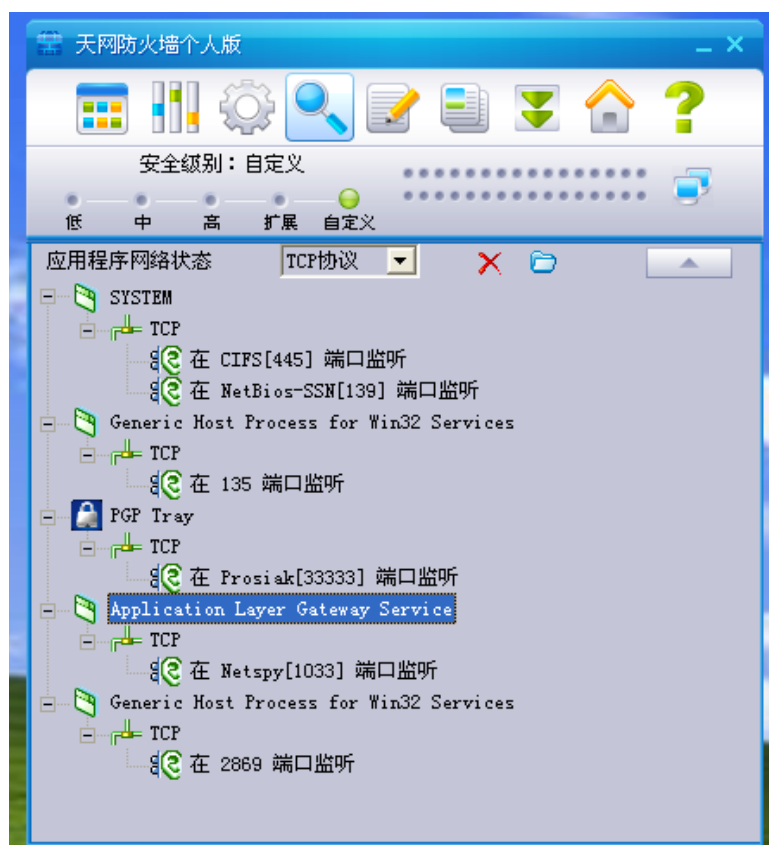 天网防火墙个人版
安全级别：自定义
低 中 高 扩展 自定义
应用程序网络状态 TCP协议
SYSTEM
TCP
在 CIFS[445] 端口监听
在 NetBios-SSN[139] 端口监听
Generic Host Process for Win32 Services
TCP
在 135 端口监听
PGP Tray
TCP
在 Prosiak[33333] 端口监听
Application Layer Gateway Service
TCP
在 Netspy[1033] 端口监听
Generic Host Process for Win32 Services
TCP
在 2869 端口监听